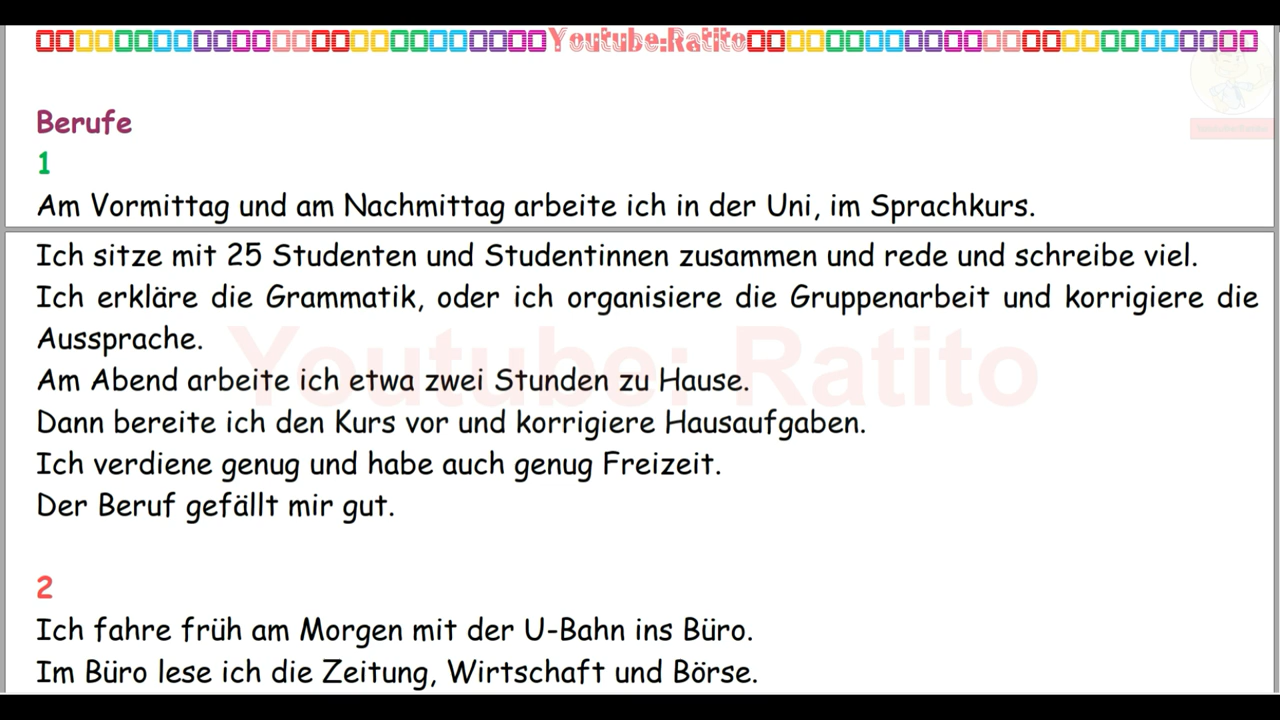 Youtube:Ratito
Berufe
1
Am Vormittag und am Nachmittag arbeite ich in der Uni, im Sprachkurs.
Ich sitze mit 25 Studenten und Studentinnen zusammen und rede und schreibe viel.
Ich erkläre die Grammatik, oder ich organisiere die Gruppenarbeit und korrigiere die
Aussprache.
Youtube: Ratito
Am Abend arbeite ich etwa zwei Stunden zu Hause.
Dann bereite ich den Kurs vor und korrigiere Hausaufgaben.
Ich verdiene genug und habe auch genug Freizeit.
Der Beruf gefällt mir gut.
2
Ich fahre früh am Morgen mit der U-Bahn ins Büro.
Im Büro lese ich die Zeitung, Wirtschaft und Börse.